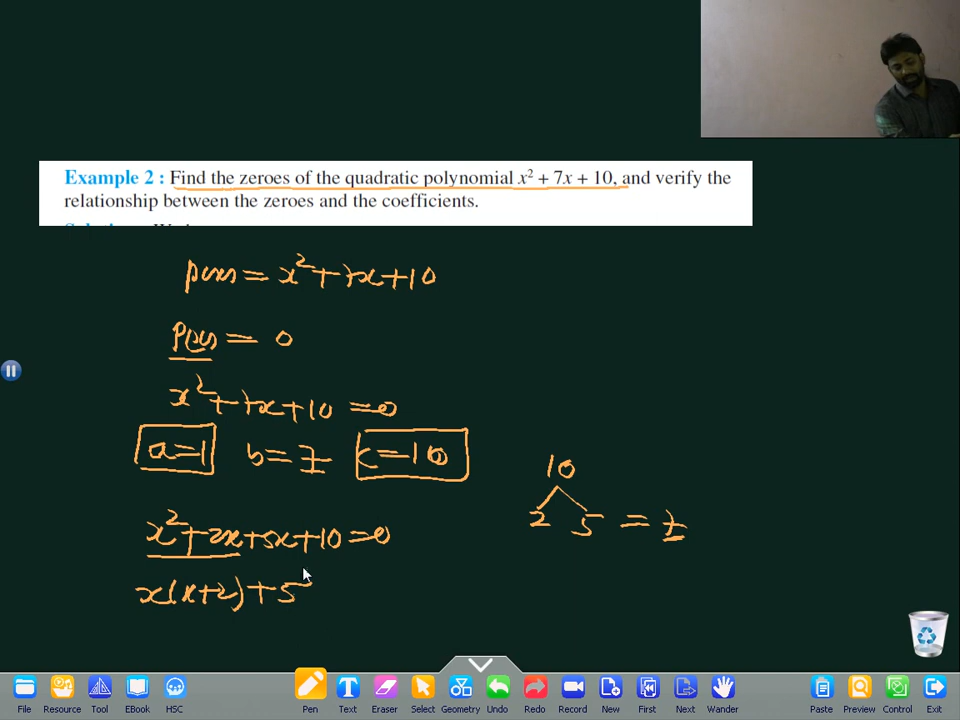 Example 2 : Find the zeroes of the quadratic polynomial x² + 7x + 10, and verify the
relationship between the zeroes and the coefficients.
p(x) = x²+7x+10
P(x) = 0
x²+7x+10 =0
a=1 b=7 c=10
10
2 5 = 7
x²+2x+5x+10=0
x(x+2)+5
File Resource Tool EBook HSC Pen Text Eraser Select Geometry Undo Redo Record New First Next Wander Paste Preview Control Exit